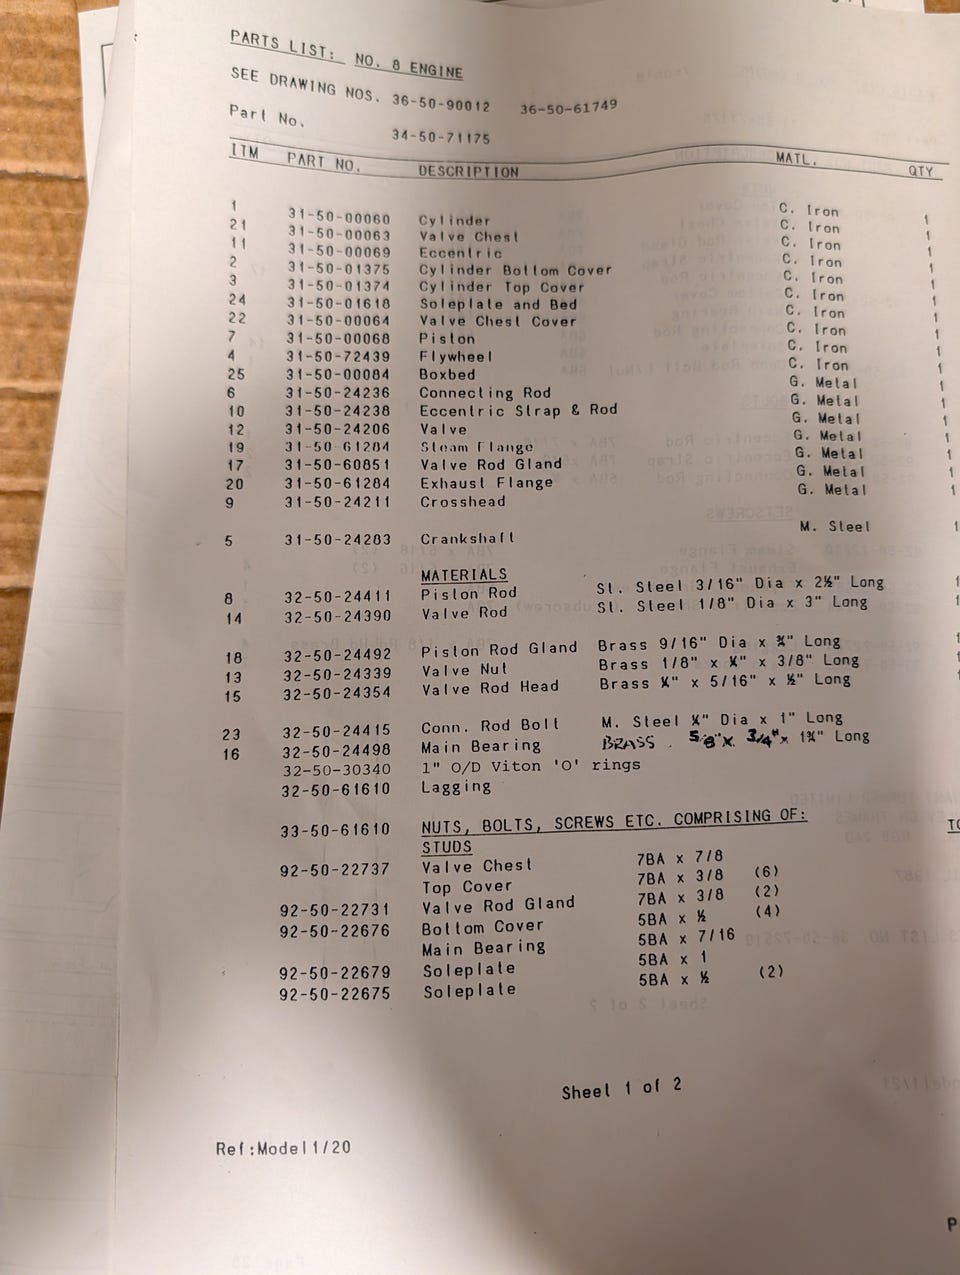 PARTS LIST: NO. 8 ENGINE
SEE DRAWING NOS. 36-50-90012 36-50-61749
Part No. 34-50-71175
ITM PART NO. DESCRIPTION MATL. QTY
1 31-50-00060 Cylinder C. Iron 1
21 31-50-00063 Valve Chest C. Iron 1
11 31-50-00069 Eccentric C. Iron 1
2 31-50-01375 Cylinder Bottom Cover C. Iron 1
3 31-50-01374 Cylinder Top Cover C. Iron 1
24 31-50-01618 Soleplate and Bed C. Iron 1
22 31-50-00064 Valve Chest Cover C. Iron 1
7 31-50-00068 Piston C. Iron 1
4 31-50-72439 Flywheel C. Iron 1
25 31-50-00084 Boxbed C. Iron 1
6 31-50-24236 Connecting Rod G. Metal 1
10 31-50-24238 Eccentric Strap & Rod G. Metal 1
12 31-50-24206 Valve G. Metal 1
19 31-50-61204 Steam Flange G. Metal 1
17 31-50-60851 Valve Rod Gland G. Metal 1
20 31-50-61284 Exhaust Flange G. Metal 1
9 31-50-24211 Crosshead G. Metal 1
5 31-50-24283 Crankshaft M. Steel 1
MATERIALS
8 32-50-24411 Piston Rod St. Steel 3/16" Dia x 2½" Long 1
14 32-50-24390 Valve Rod St. Steel 1/8" Dia x 3" Long 1
18 32-50-24492 Piston Rod Gland Brass 9/16" Dia x ¾" Long 1
13 32-50-24339 Valve Nut Brass 1/8" x ¼" x 3/8" Long 1
15 32-50-24354 Valve Rod Head Brass ¼" x 5/16" x ½" Long 1
23 32-50-24415 Conn. Rod Bolt M. Steel ¼" Dia x 1" Long
16 32-50-24498 Main Bearing BRASS. 5/8"x 3/4"x 1¾" Long
32-50-30340 1" O/D Viton 'O' rings
32-50-61610 Lagging
33-50-61610 NUTS, BOLTS, SCREWS ETC. COMPRISING OF:
STUDS
92-50-22737 Valve Chest 7BA x 7/8
Top Cover 7BA x 3/8 (6)
92-50-22731 Valve Rod Gland 7BA x 3/8 (2)
92-50-22676 Bottom Cover 5BA x ½ (4)
Main Bearing 5BA x 7/16
92-50-22679 Soleplate 5BA x 1
92-50-22675 Soleplate 5BA x ½ (2)
Sheet 1 of 2
Ref:Model1/20